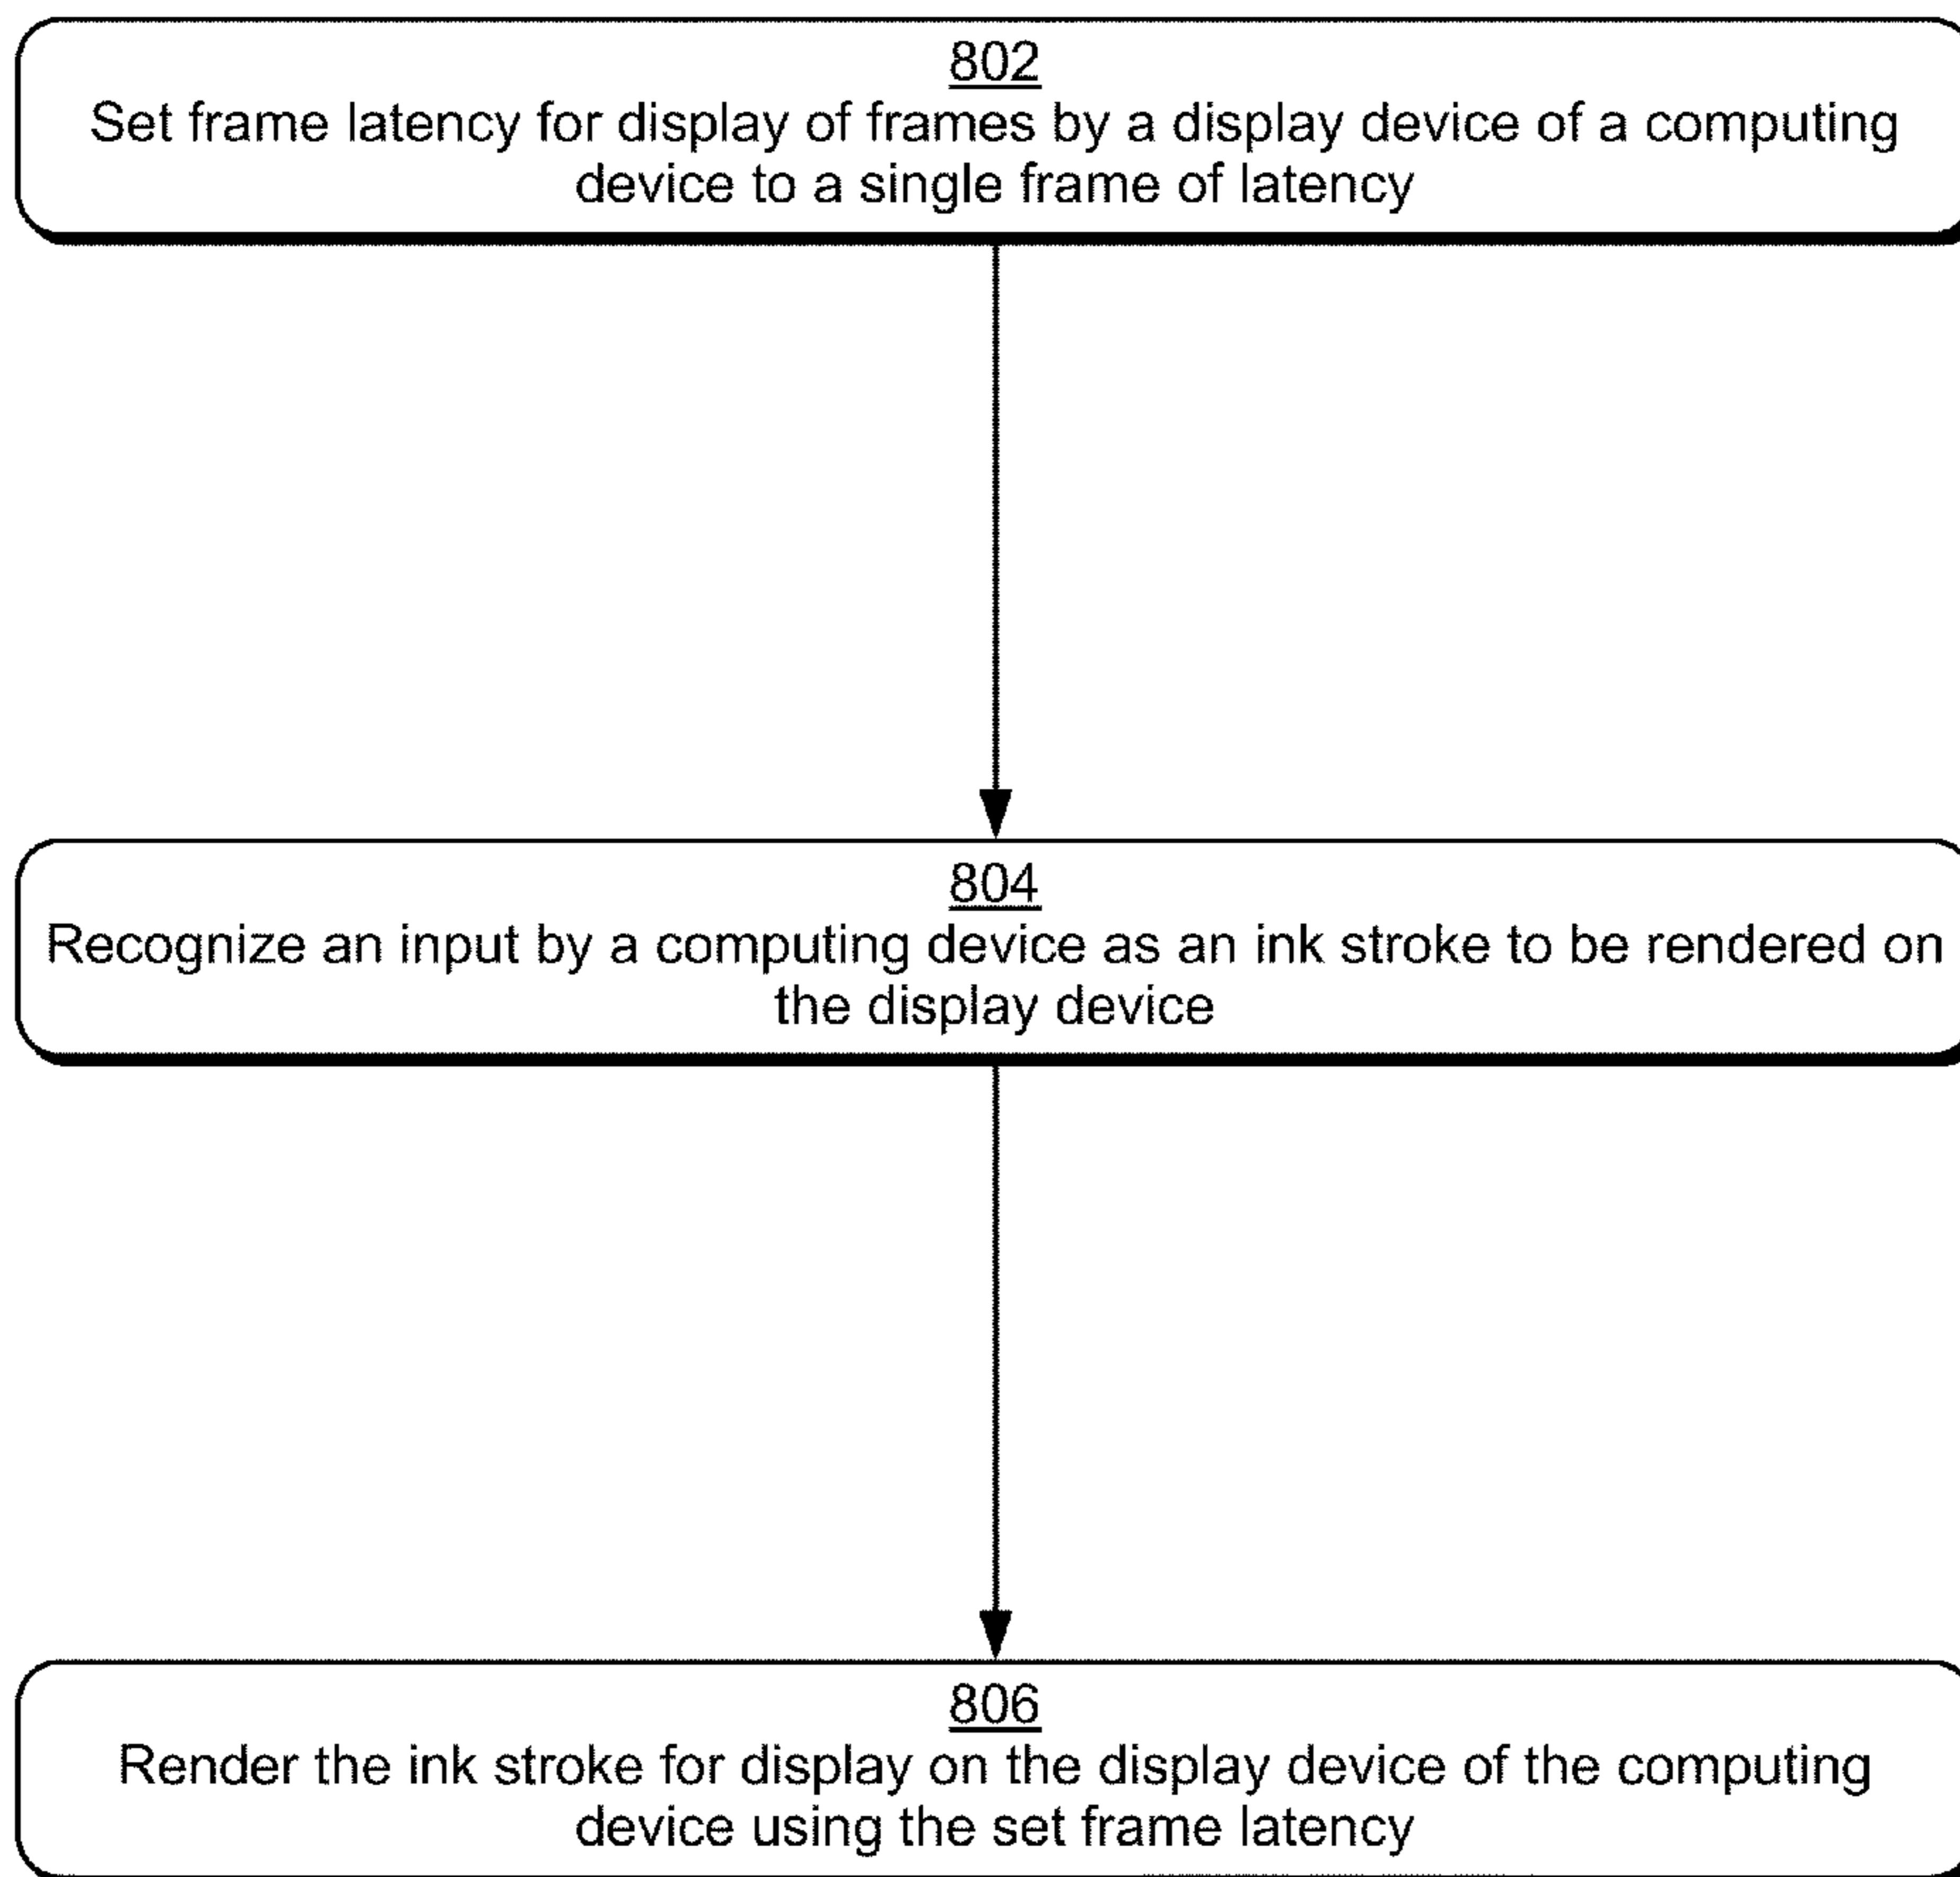 802
Set frame latency for display of frames by a display device of a computing
device to a single frame of latency
804
Recognize an input by a computing device as an ink stroke to be rendered on
the display device
806
Render the ink stroke for display on the display device of the computing
device using the set frame latency